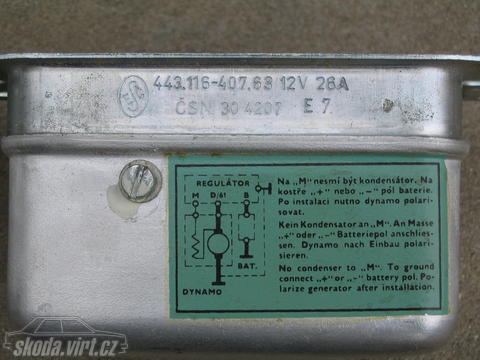 443.116-407.63 12V 26A
ČSN 30 4207 E 7
REGULÁTOR
M D/61 B
BAT.
DYNAMO
Na „M" nesmí být kondensátor. Na
kostře „+" nebo „-" pól baterie.
Po instalaci nutno dynamo polari-
sovat.
Kein Kondensator an „M". An Masse
„+" oder „-" Batteriepol anschlies-
sen. Dynamo nach Einbau polari-
sieren.
No condenser to „M". To ground
connect „+" or „-" battery pol. Po-
larize generator after installation.
skoda.virt.cz